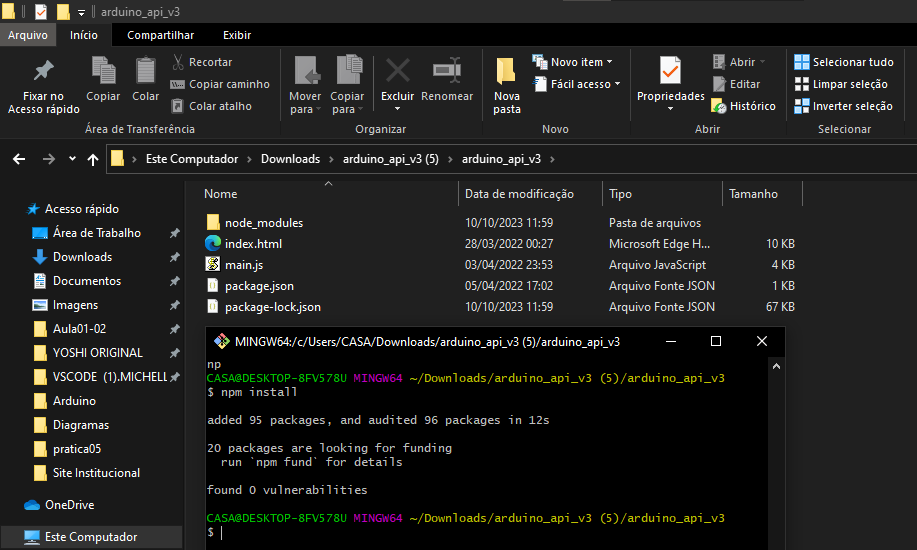 arduino_api_v3
Arquivo Início Compartilhar Exibir
Fixar no Acesso rápido
Copiar
Colar
Recortar
Copiar caminho
Colar atalho
Área de Transferência
Mover para
Copiar para
Excluir
Renomear
Organizar
Nova pasta
Novo item
Fácil acesso
Novo
Propriedades
Abrir
Editar
Histórico
Abrir
Selecionar tudo
Limpar seleção
Inverter seleção
Selecionar
Este Computador > Downloads > arduino_api_v3 (5) > arduino_api_v3 >
Acesso rápido
Área de Trabalho
Downloads
Documentos
Imagens
Aula01-02
YOSHI ORIGINAL
VSCODE (1).MICHELL
Arduino
Diagramas
pratica05
Site Institucional
OneDrive
Este Computador
Nome Data de modificação Tipo Tamanho
node_modules 10/10/2023 11:59 Pasta de arquivos
index.html 28/03/2022 00:27 Microsoft Edge H... 10 KB
main.js 03/04/2022 23:53 Arquivo JavaScript 4 KB
package.json 05/04/2022 17:02 Arquivo Fonte JSON 1 KB
package-lock.json 10/10/2023 11:59 Arquivo Fonte JSON 67 KB
MINGW64:/c/Users/CASA/Downloads/arduino_api_v3 (5)/arduino_api_v3
np
CASA@DESKTOP-8FV578U MINGW64 ~/Downloads/arduino_api_v3 (5)/arduino_api_v3
$ npm install
added 95 packages, and audited 96 packages in 12s
20 packages are looking for funding
run `npm fund` for details
found 0 vulnerabilities
CASA@DESKTOP-8FV578U MINGW64 ~/Downloads/arduino_api_v3 (5)/arduino_api_v3
$